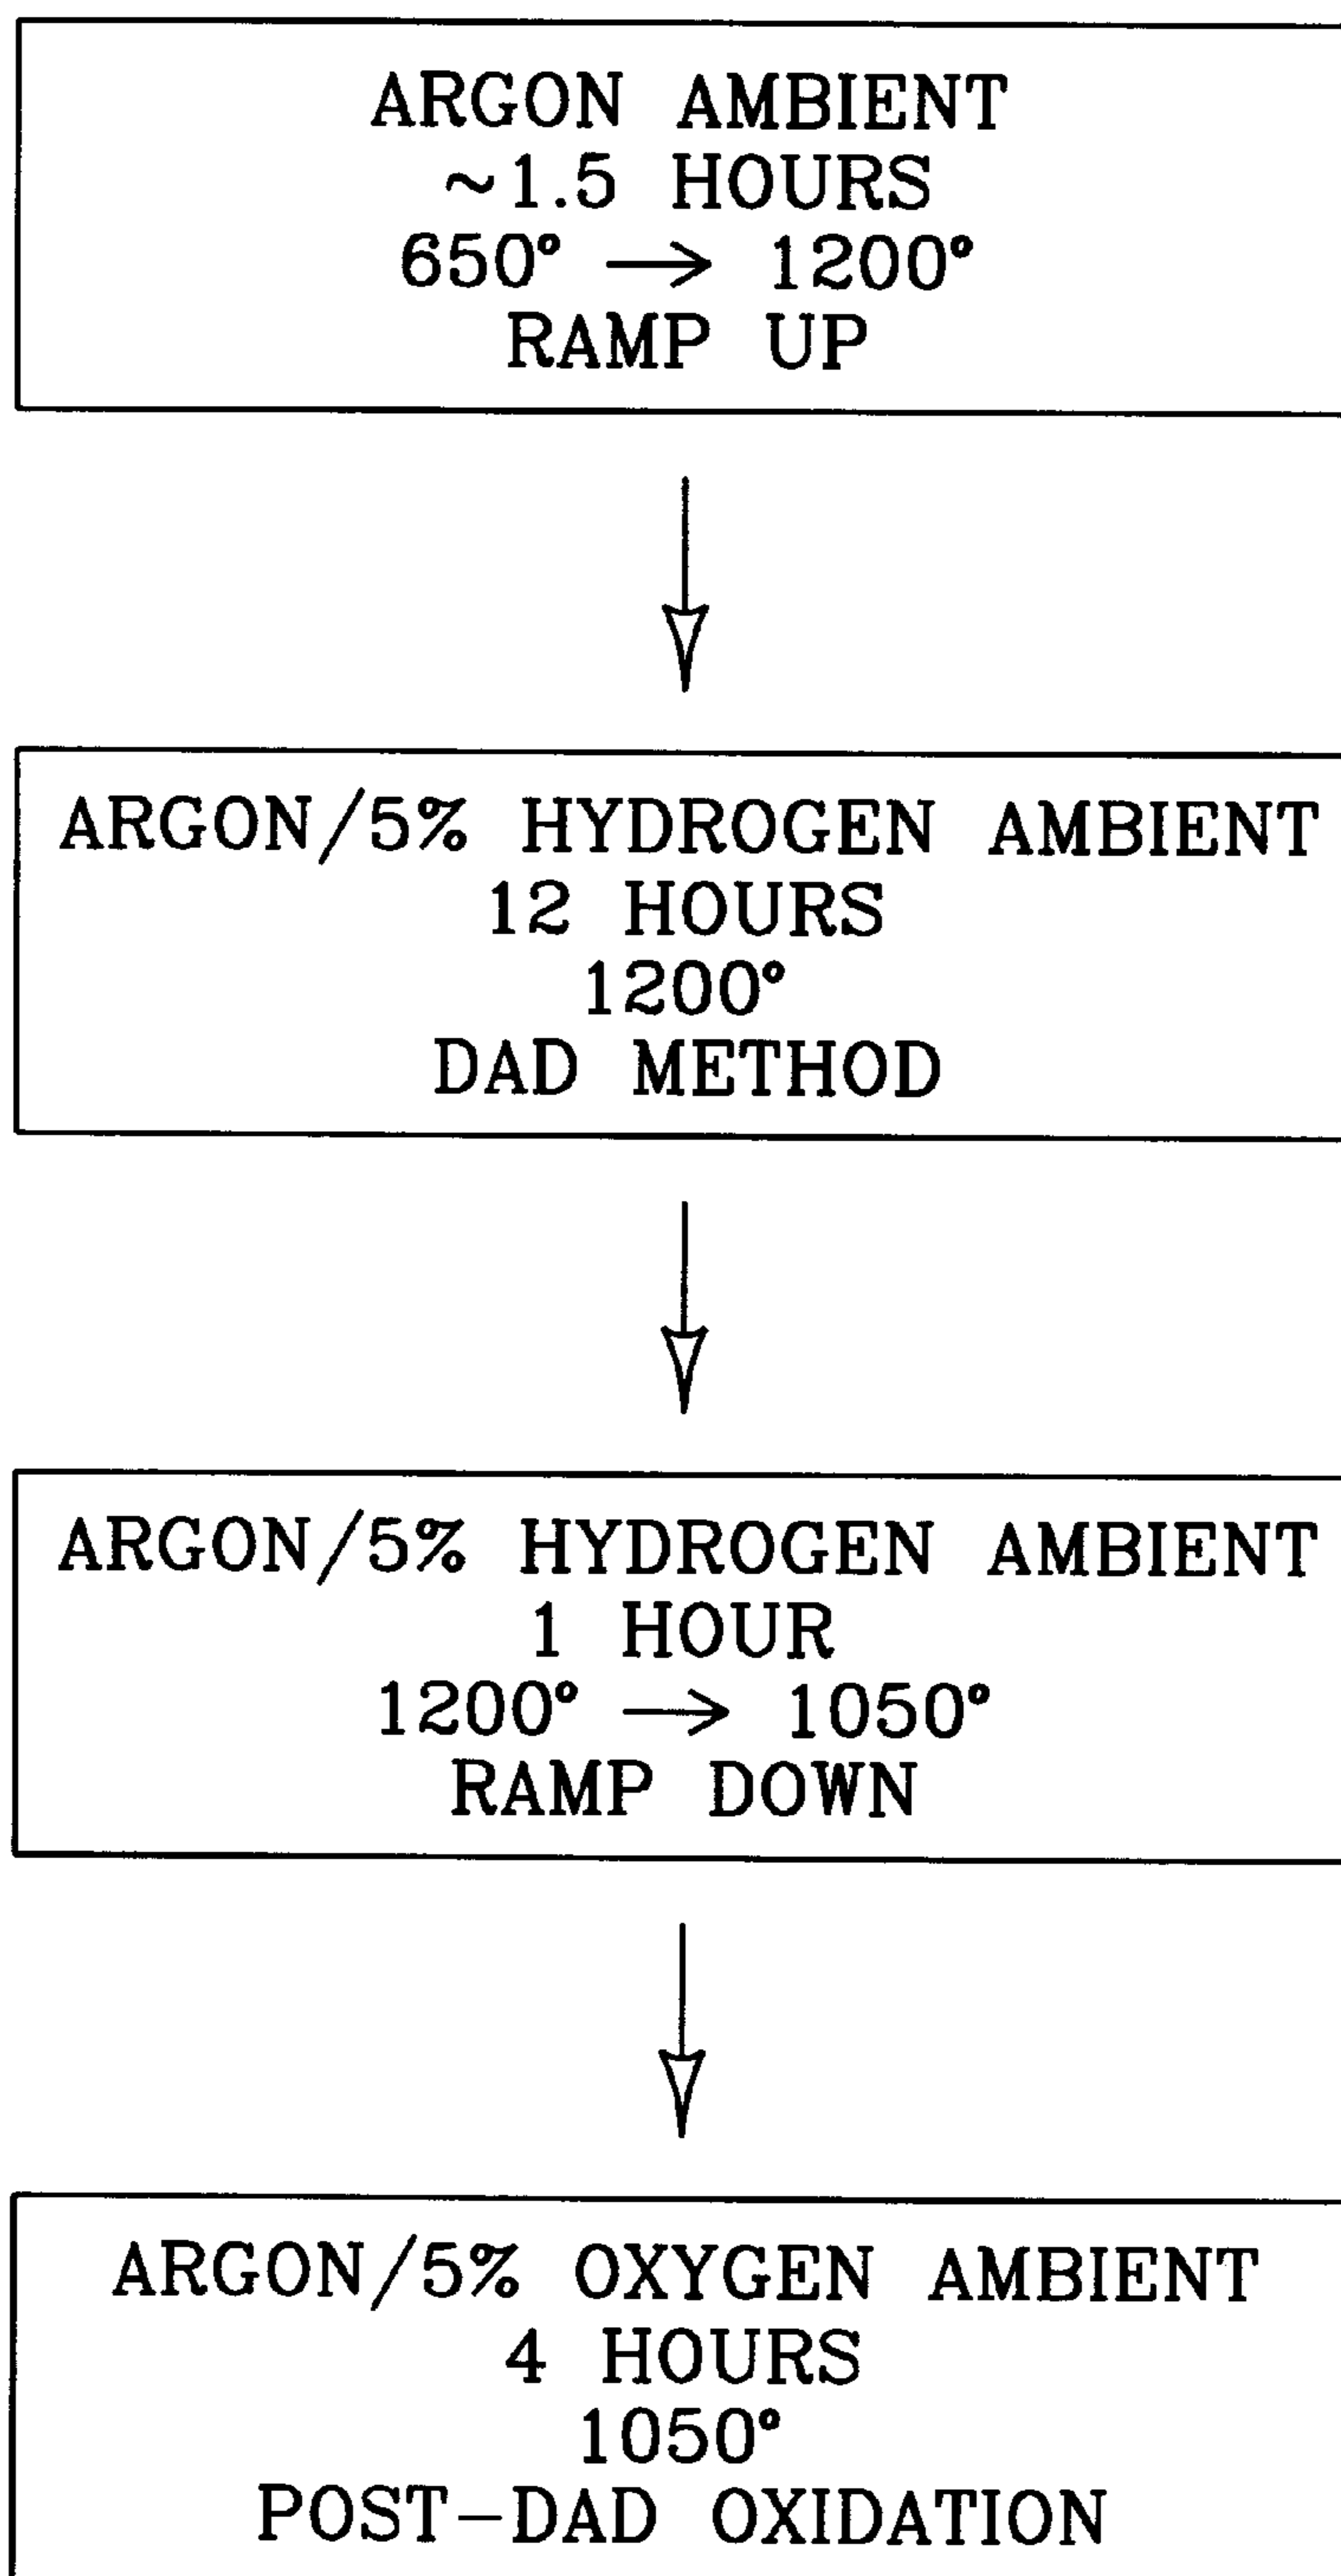 ARGON AMBIENT
~1.5 HOURS
650° → 1200°
RAMP UP
ARGON/5% HYDROGEN AMBIENT
12 HOURS
1200°
DAD METHOD
ARGON/5% HYDROGEN AMBIENT
1 HOUR
1200° → 1050°
RAMP DOWN
ARGON/5% OXYGEN AMBIENT
4 HOURS
1050°
POST-DAD OXIDATION